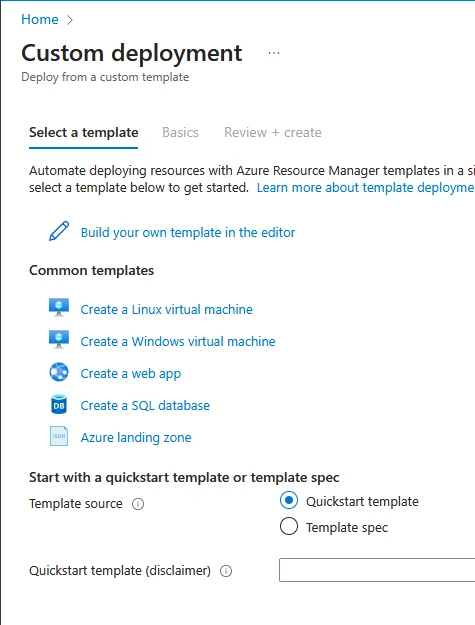 Home
Custom deployment ...
Deploy from a custom template
Select a template Basics Review + create
Automate deploying resources with Azure Resource Manager templates in a
select a template below to get started. Learn more about template
Build your own template in the editor
Common templates
Create a Linux virtual machine
Create a Windows virtual machine
Create a web app
DB Create a SQL database
JSON Azure landing zone
Start with a quickstart template or template spec
Template source Quickstart template
Template spec
Quickstart template (disclaimer)